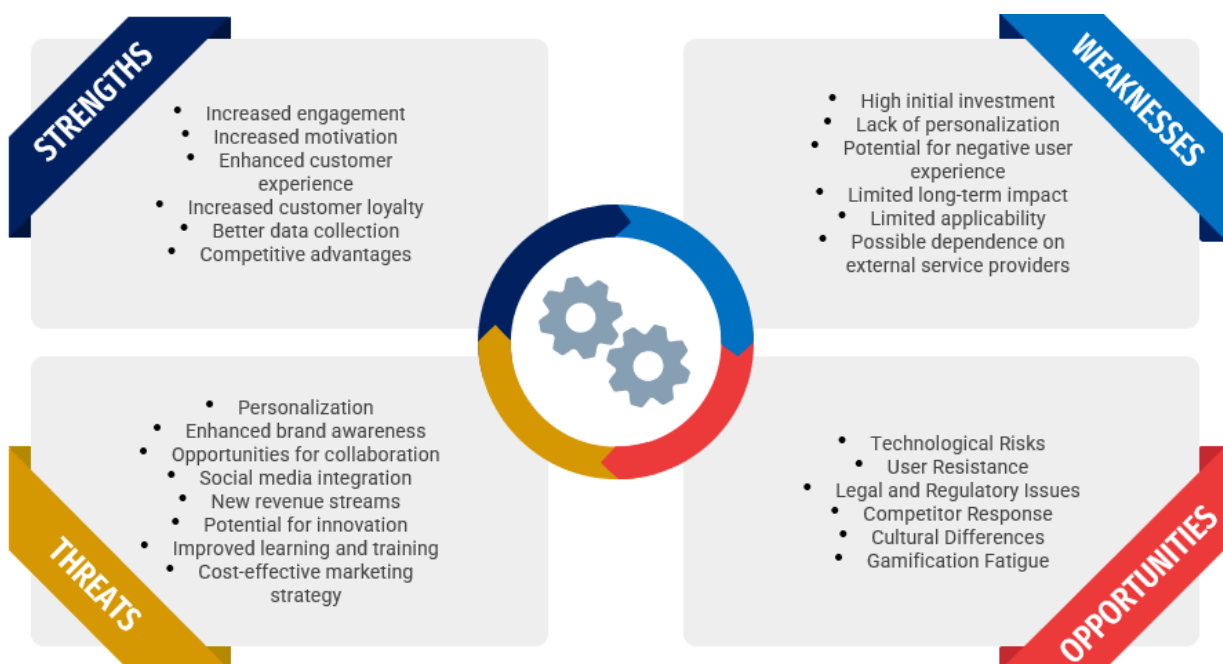 STRENGTHS
• Increased engagement
• Increased motivation
• Enhanced customer
experience
• Increased customer loyalty
• Better data collection
• Competitive advantages
WEAKNESSES
• High initial investment
• Lack of personalization
• Potential for negative user
experience
• Limited long-term impact
• Limited applicability
• Possible dependence on
external service providers
THREATS
• Personalization
• Enhanced brand awareness
• Opportunities for collaboration
• Social media integration
• New revenue streams
• Potential for innovation
• Improved learning and training
• Cost-effective marketing
strategy
OPPORTUNITIES
• Technological Risks
• User Resistance
• Legal and Regulatory Issues
• Competitor Response
• Cultural Differences
• Gamification Fatigue